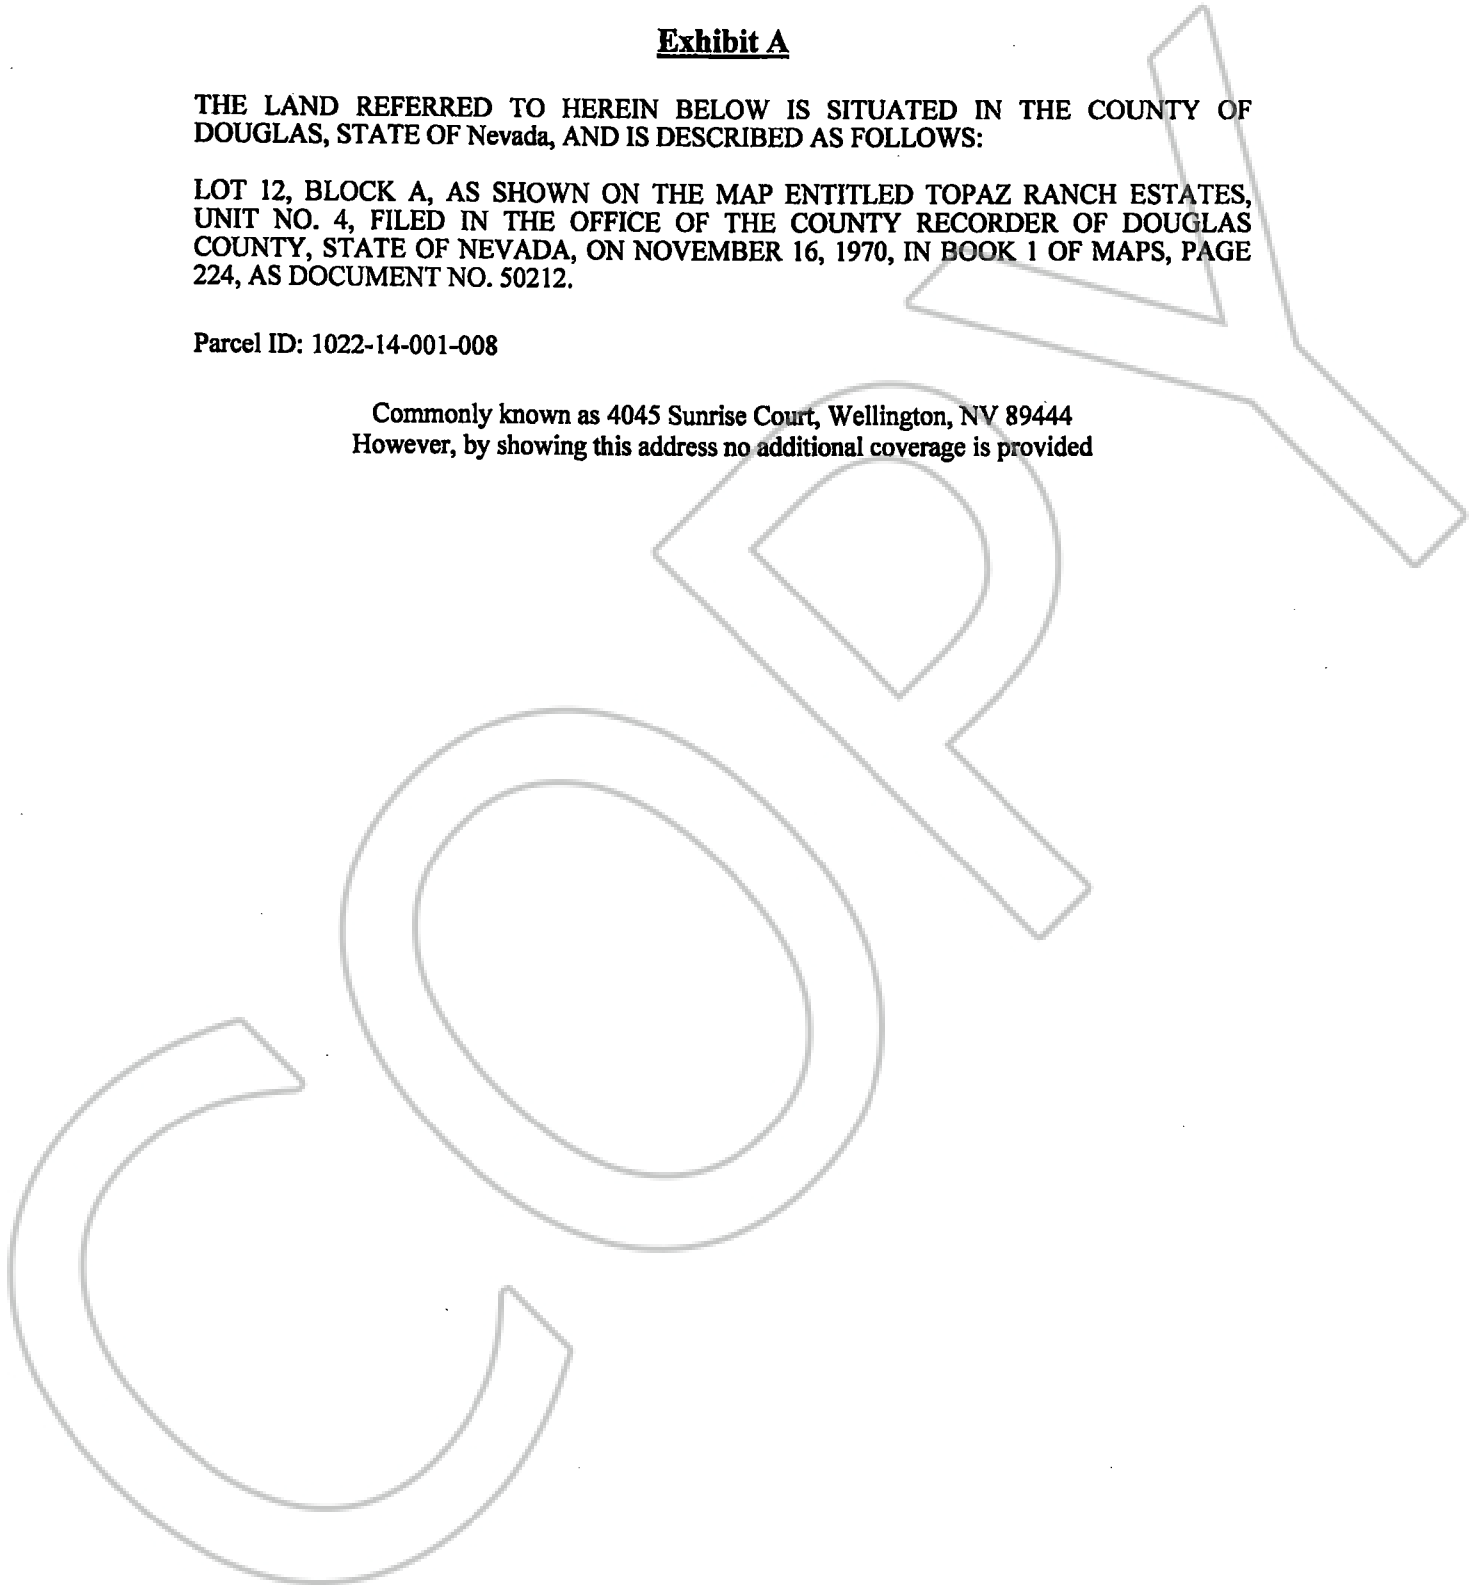 Exhibit A
THE LAND REFERRED TO HEREIN BELOW IS SITUATED IN THE COUNTY OF
DOUGLAS, STATE OF Nevada, AND IS DESCRIBED AS FOLLOWS:
LOT 12, BLOCK A, AS SHOWN ON THE MAP ENTITLED TOPAZ RANCH ESTATES,
UNIT NO. 4, FILED IN THE OFFICE OF THE COUNTY RECORDER OF DOUGLAS
COUNTY, STATE OF NEVADA, ON NOVEMBER 16, 1970, IN BOOK 1 OF MAPS, PAGE
224, AS DOCUMENT NO. 50212.
Parcel ID: 1022-14-001-008
Commonly known as 4045 Sunrise Court, Wellington, NV 89444
However, by showing this address no additional coverage is provided
COPY